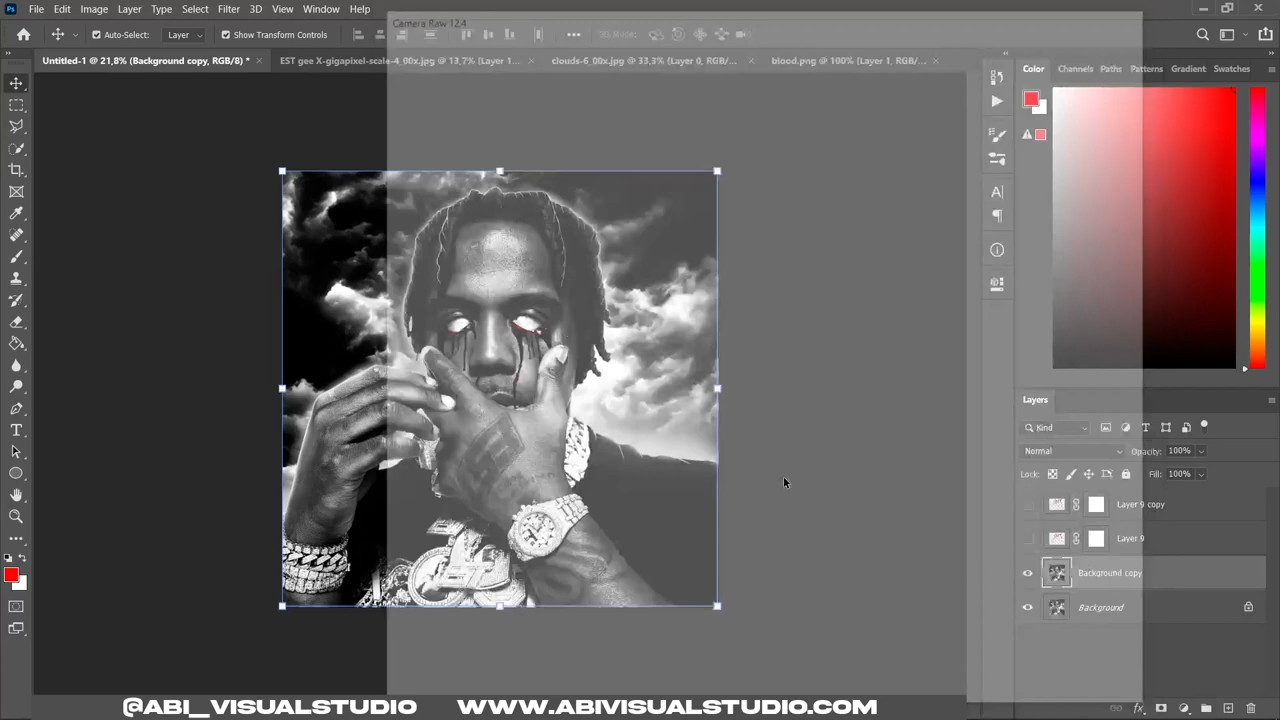 Camera Raw 12.4
File Edit Image Layer Type Select Filter 3D View Window Help
Auto-Select: Layer Show Transform Controls
Untitled-1 @ 21,8% (Background copy, RGB/8) * EST gee X-gigapixel-scale-4_00x.jpg @ 13,7% (Layer 1... clouds-6_00x.jpg @ 33,3% (Layer 0, RGB/... blood.png @ 100% (Layer 1, RGB/...
Color Channels Paths Patterns Gradient Swatches
Layers
Kind
Normal Opacity: 100%
Lock: Fill: 100%
Layer 9 copy
Layer 9
Background copy
Background
@ABI_VISUALSTUDIO WWW.ABIVISUALSTUDIO.COM